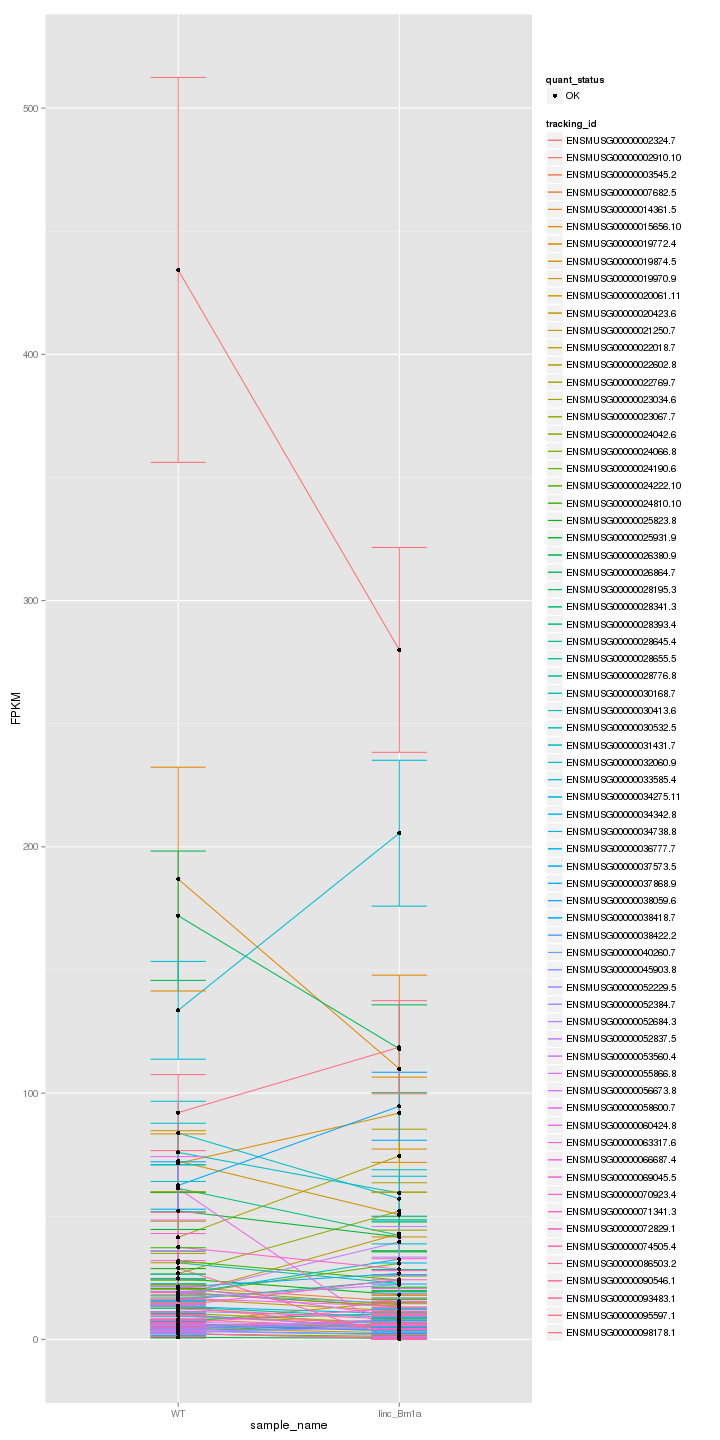 500
400
300
200
100
0
FPKM
WT
linc_Brn1a
sample_name
quant_status
OK
tracking_id
ENSMUSG00000002324.7
ENSMUSG00000002910.10
ENSMUSG00000003545.2
ENSMUSG00000007682.5
ENSMUSG00000014361.5
ENSMUSG00000015656.10
ENSMUSG00000019772.4
ENSMUSG00000019874.5
ENSMUSG00000019970.9
ENSMUSG00000020061.11
ENSMUSG00000020423.6
ENSMUSG00000021250.7
ENSMUSG00000022018.7
ENSMUSG00000022602.8
ENSMUSG00000022769.7
ENSMUSG00000023034.6
ENSMUSG00000023067.7
ENSMUSG00000024042.6
ENSMUSG00000024066.8
ENSMUSG00000024190.6
ENSMUSG00000024222.10
ENSMUSG00000024810.10
ENSMUSG00000025823.8
ENSMUSG00000025931.9
ENSMUSG00000026380.9
ENSMUSG00000026864.7
ENSMUSG00000028195.3
ENSMUSG00000028341.3
ENSMUSG00000028393.4
ENSMUSG00000028645.4
ENSMUSG00000028655.5
ENSMUSG00000028776.8
ENSMUSG00000030168.7
ENSMUSG00000030413.6
ENSMUSG00000030532.5
ENSMUSG00000031431.7
ENSMUSG00000032060.9
ENSMUSG00000033585.4
ENSMUSG00000034275.11
ENSMUSG00000034342.8
ENSMUSG00000034738.8
ENSMUSG00000036777.7
ENSMUSG00000037573.5
ENSMUSG00000037868.9
ENSMUSG00000038059.6
ENSMUSG00000038418.7
ENSMUSG00000038422.2
ENSMUSG00000040260.7
ENSMUSG00000045903.8
ENSMUSG00000052229.5
ENSMUSG00000052384.7
ENSMUSG00000052684.3
ENSMUSG00000052837.5
ENSMUSG00000053560.4
ENSMUSG00000055866.8
ENSMUSG00000056673.8
ENSMUSG00000058600.7
ENSMUSG00000060424.8
ENSMUSG00000063317.6
ENSMUSG00000066687.4
ENSMUSG00000069045.5
ENSMUSG00000070923.4
ENSMUSG00000071341.3
ENSMUSG00000072829.1
ENSMUSG00000074505.4
ENSMUSG00000086503.2
ENSMUSG00000090546.1
ENSMUSG00000093483.1
ENSMUSG00000095597.1
ENSMUSG00000098178.1